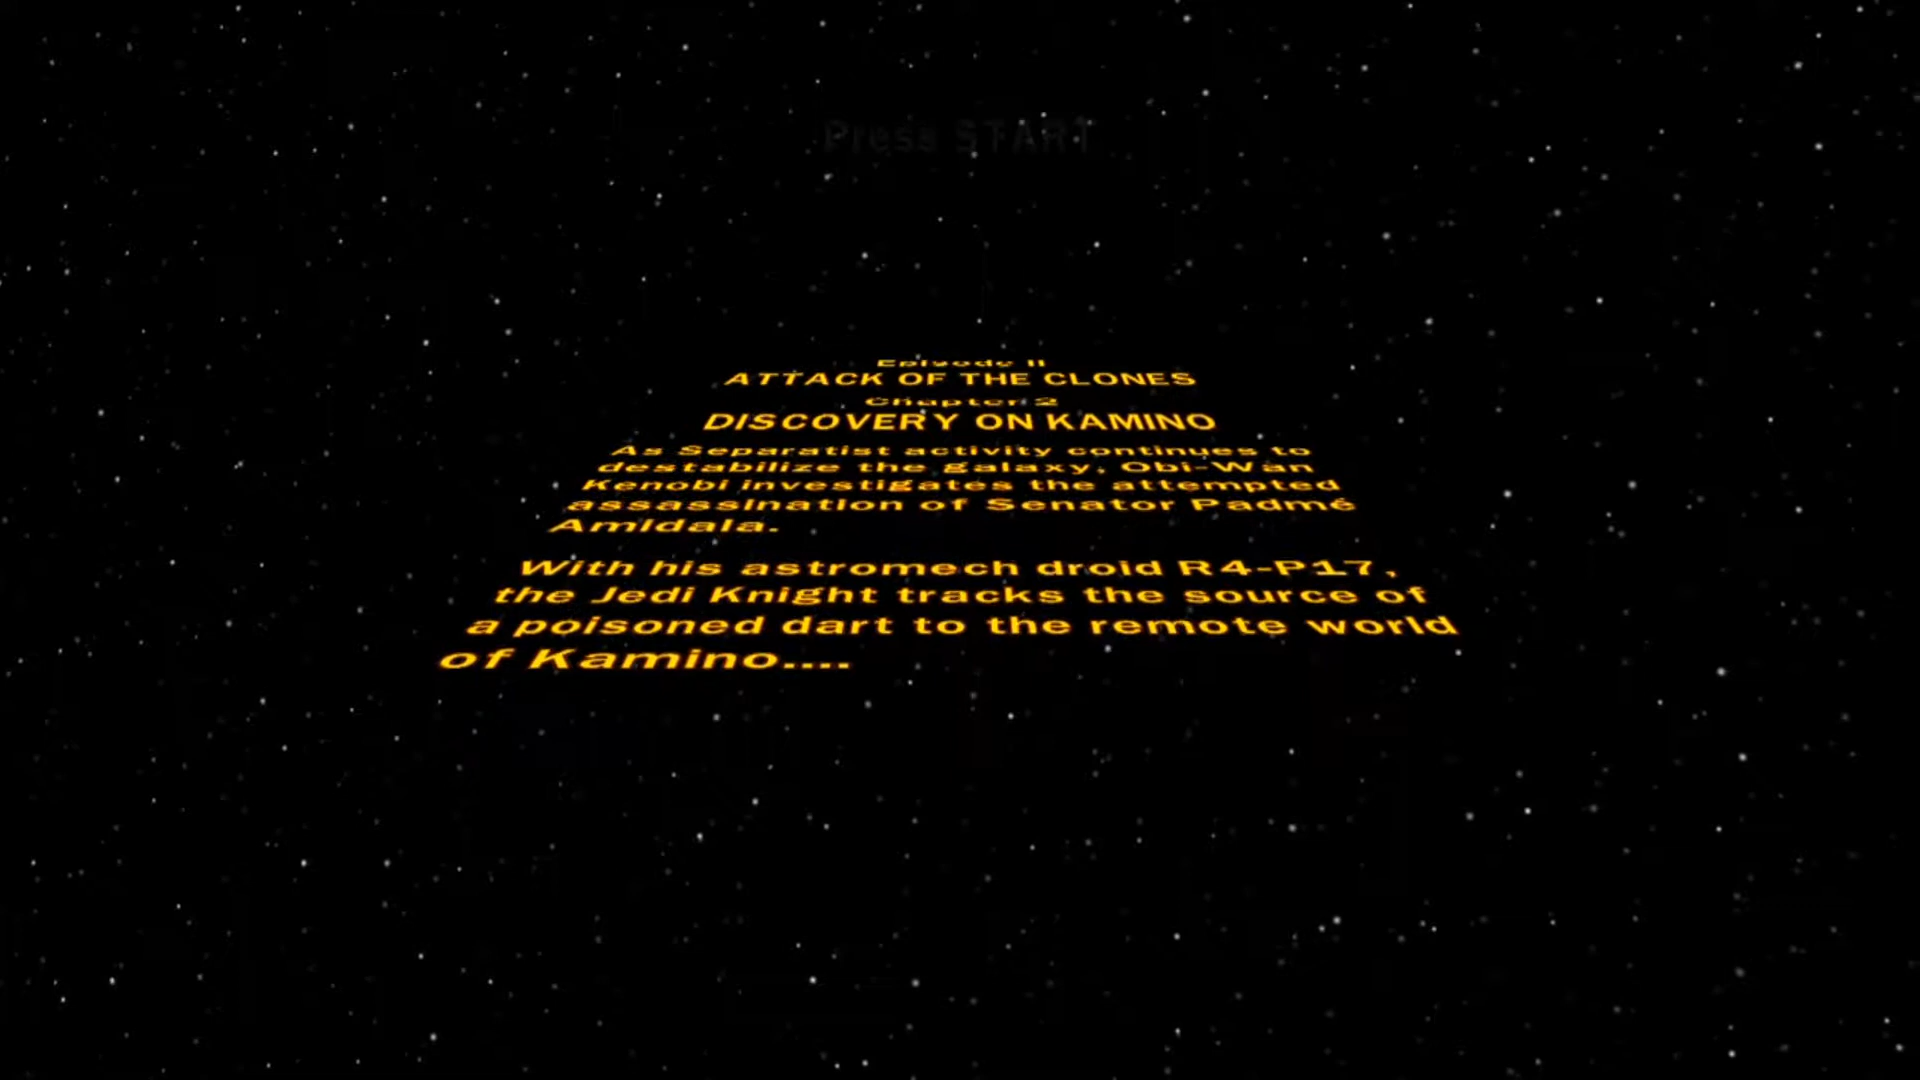 Press START
Episode II
ATTACK OF THE CLONES
Chapter 2
DISCOVERY ON KAMINO
As Separatist activity continues to
destabilize the galaxy, Obi-Wan
Kenobi investigates the attempted
assassination of Senator Padmé
Amidala.
With his astromech droid R4-P17,
the Jedi Knight tracks the source of
a poisoned dart to the remote world
of Kamino....